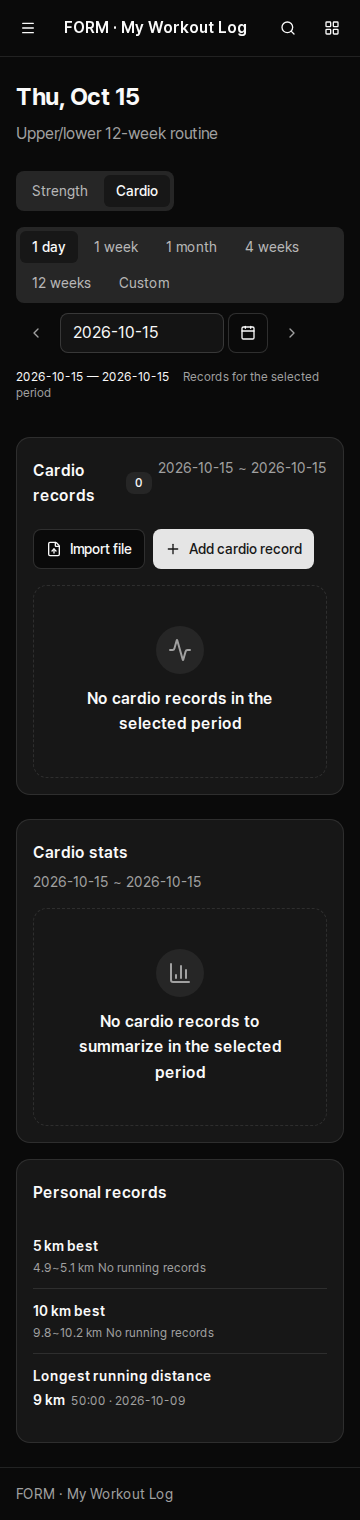 FORM · My Workout Log
Thu, Oct 15
Upper/lower 12-week routine
Strength Cardio
1 day 1 week 1 month 4 weeks
12 weeks Custom
2026-10-15
2026-10-15 — 2026-10-15 Records for the selected
period
Cardio
records
0
2026-10-15 ~ 2026-10-15
Import file
Add cardio record
No cardio records in the
selected period
Cardio stats
2026-10-15 ~ 2026-10-15
No cardio records to
summarize in the selected
period
Personal records
5 km best
4.9~5.1 km No running records
10 km best
9.8~10.2 km No running records
Longest running distance
9 km 50:00 · 2026-10-09
FORM · My Workout Log